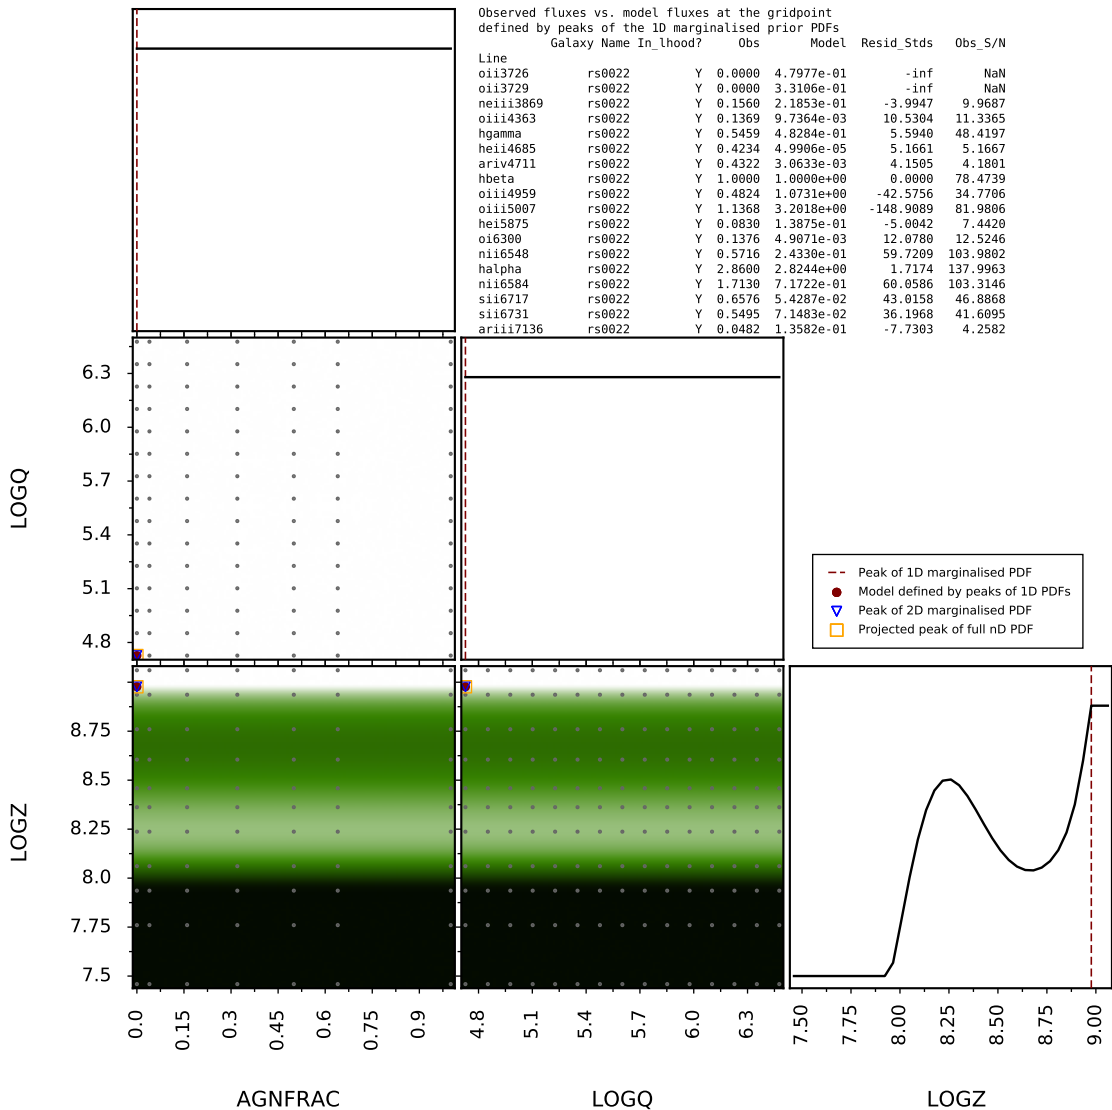 Observed fluxes vs. model fluxes at the gridpoint
defined by peaks of the 1D marginalised prior PDFs
Galaxy Name In_lhood? Obs Model Resid_Stds Obs_S/N
Line
oii3726 rs0022 Y 0.0000 4.7977e-01 -inf NaN
oii3729 rs0022 Y 0.0000 3.3106e-01 -inf NaN
neiii3869 rs0022 Y 0.1560 2.1853e-01 -3.9947 9.9687
oiii4363 rs0022 Y 0.1369 9.7364e-03 10.5304 11.3365
hgamma rs0022 Y 0.5459 4.8284e-01 5.5940 48.4197
heii4685 rs0022 Y 0.4234 4.9906e-05 5.1661 5.1667
ariv4711 rs0022 Y 0.4322 3.0633e-03 4.1505 4.1801
hbeta rs0022 Y 1.0000 1.0000e+00 0.0000 78.4739
oiii4959 rs0022 Y 0.4824 1.0731e+00 -42.5756 34.7706
oiii5007 rs0022 Y 1.1368 3.2018e+00 -148.9089 81.9806
hei5875 rs0022 Y 0.0830 1.3875e-01 -5.0042 7.4420
oi6300 rs0022 Y 0.1376 4.9071e-03 12.0780 12.5246
nii6548 rs0022 Y 0.5716 2.4330e-01 59.7209 103.9802
halpha rs0022 Y 2.8600 2.8244e+00 1.7174 137.9963
nii6584 rs0022 Y 1.7130 7.1722e-01 60.0586 103.3146
sii6717 rs0022 Y 0.6576 5.4287e-02 43.0158 46.8868
sii6731 rs0022 Y 0.5495 7.1483e-02 36.1968 41.6095
ariii7136 rs0022 Y 0.0482 1.3582e-01 -7.7303 4.2582
6.3
6.0
5.7
5.4
5.1
4.8
LOGQ
Peak of 1D marginalised PDF
Model defined by peaks of 1D PDFs
Peak of 2D marginalised PDF
Projected peak of full nD PDF
8.75
8.5
8.25
8.0
7.75
7.5
LOGZ
0.0 0.15 0.3 0.45 0.6 0.75 0.9
4.8 5.1 5.4 5.7 6.0 6.3
7.50 7.75 8.00 8.25 8.50 8.75 9.00
AGNFRAC LOGQ LOGZ